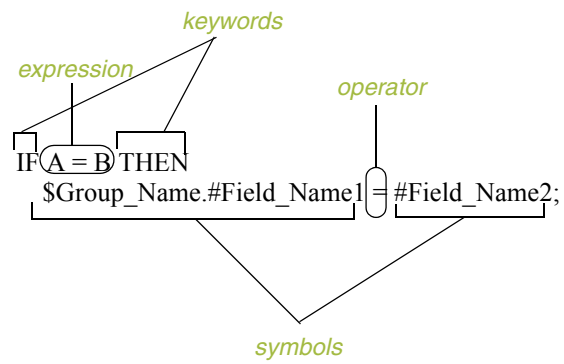 keywords
expression
operator
IF A = B THEN
$Group_Name.#Field_Name1 = #Field_Name2;
symbols